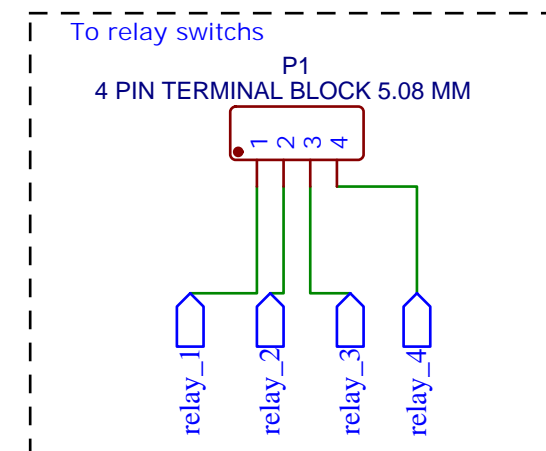 To relay switchs
P1
4 PIN TERMINAL BLOCK 5.08 MM
1 2 3 4
relay_1 relay_2 relay_3 relay_4